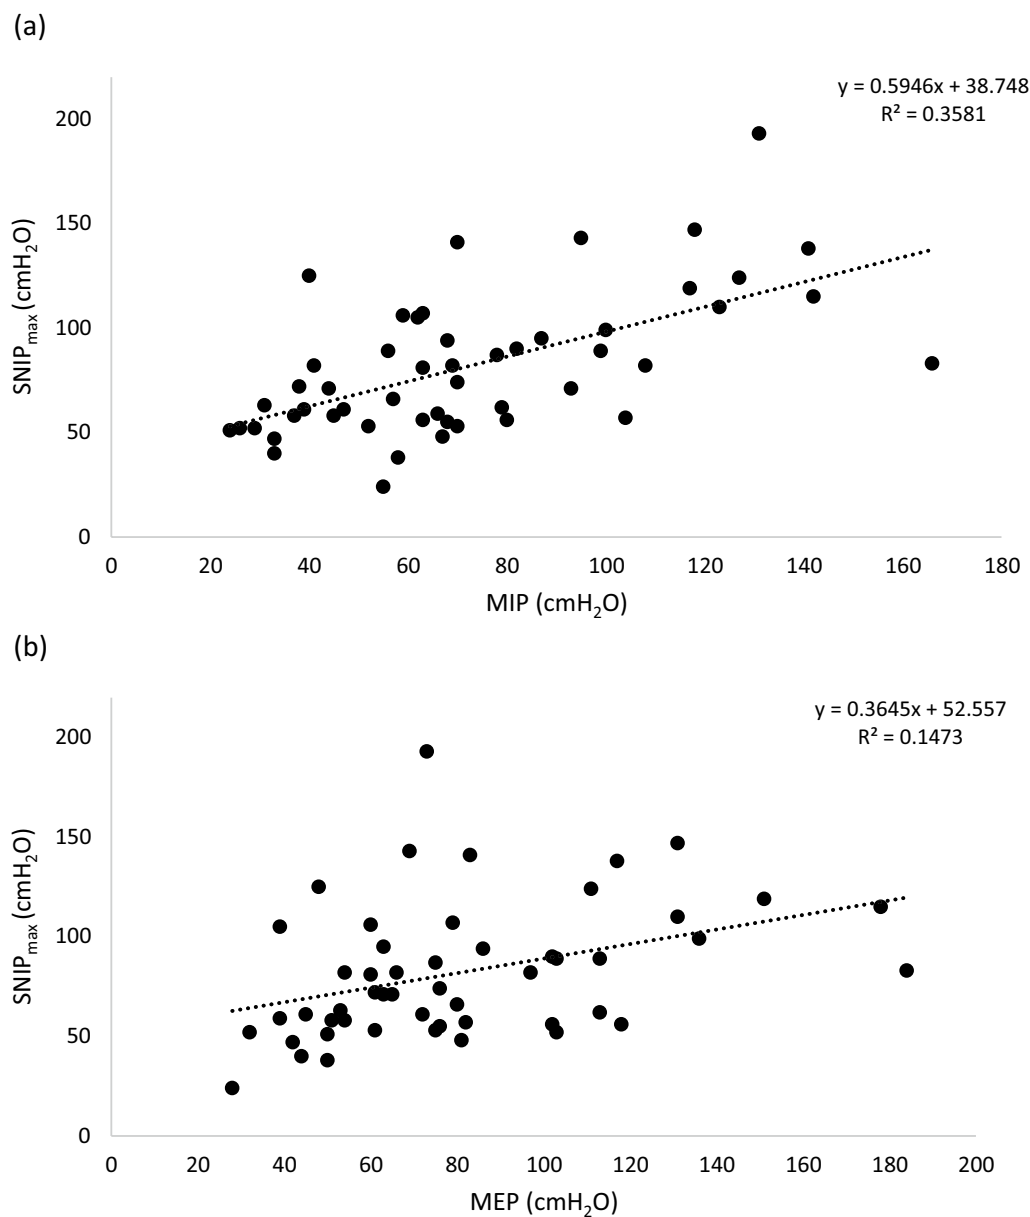 (a)
y = 0.5946x + 38.748
R² = 0.3581
200
150
100
50
0
SNIPmax (cmH₂O)
0 20 40 60 80 100 120 140 160 180
MIP (cmH₂O)
(b)
y = 0.3645x + 52.557
R² = 0.1473
200
150
100
50
0
SNIPmax (cmH₂O)
0 20 40 60 80 100 120 140 160 180 200
MEP (cmH₂O)